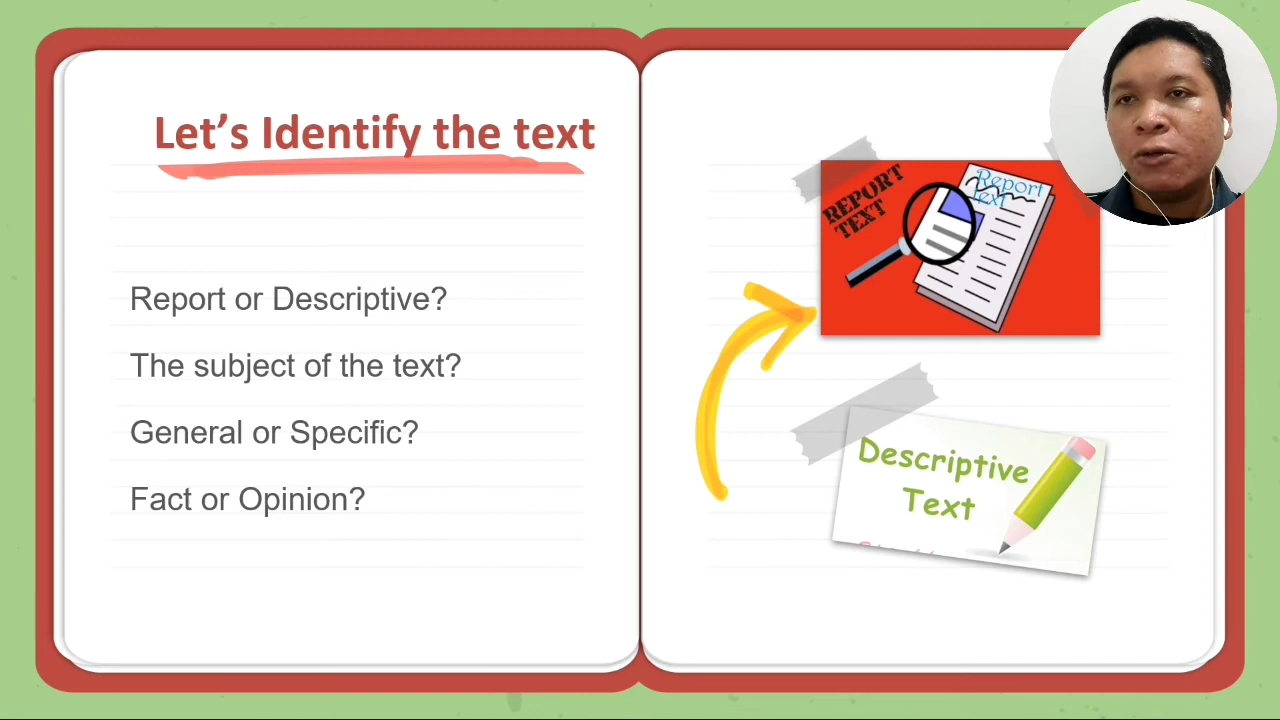 Let's Identify the text
Report or Descriptive?
The subject of the text?
General or Specific?
Fact or Opinion?
REPORT
TEXT
Report
Text
Descriptive
Text